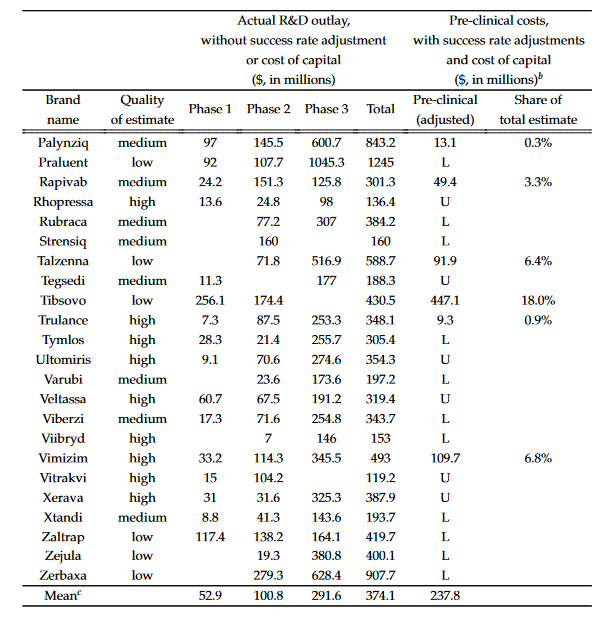 Actual R&D outlay, Pre-clinical costs,
without success rate adjustment with success rate adjustments
or cost of capital and cost of capital
($, in millions) ($, in millions)b
Brand Quality Phase 1 Phase 2 Phase 3 Total Pre-clinical Share of
name of estimate (adjusted) total estimate
Palynziq medium 97 145.5 600.7 843.2 13.1 0.3%
Praluent low 92 107.7 1045.3 1245 L
Rapivab medium 24.2 151.3 125.8 301.3 49.4 3.3%
Rhopressa high 13.6 24.8 98 136.4 U
Rubraca medium 77.2 307 384.2 L
Strensiq medium 160 160 L
Talzenna low 71.8 516.9 588.7 91.9 6.4%
Tegsedi medium 11.3 177 188.3 U
Tibsovo low 256.1 174.4 430.5 447.1 18.0%
Trulance high 7.3 87.5 253.3 348.1 9.3 0.9%
Tymlos high 28.3 21.4 255.7 305.4 L
Ultomiris high 9.1 70.6 274.6 354.3 U
Varubi medium 23.6 173.6 197.2 L
Veltassa high 60.7 67.5 191.2 319.4 U
Viberzi medium 17.3 71.6 254.8 343.7 L
Viibryd high 7 146 153 L
Vimizim high 33.2 114.3 345.5 493 109.7 6.8%
Vitrakvi high 15 104.2 119.2 U
Xerava high 31 31.6 325.3 387.9 U
Xtandi medium 8.8 41.3 143.6 193.7 L
Zaltrap low 117.4 138.2 164.1 419.7 L
Zejula low 19.3 380.8 400.1 L
Zerbaxa low 279.3 628.4 907.7 L
Meanc 52.9 100.8 291.6 374.1 237.8